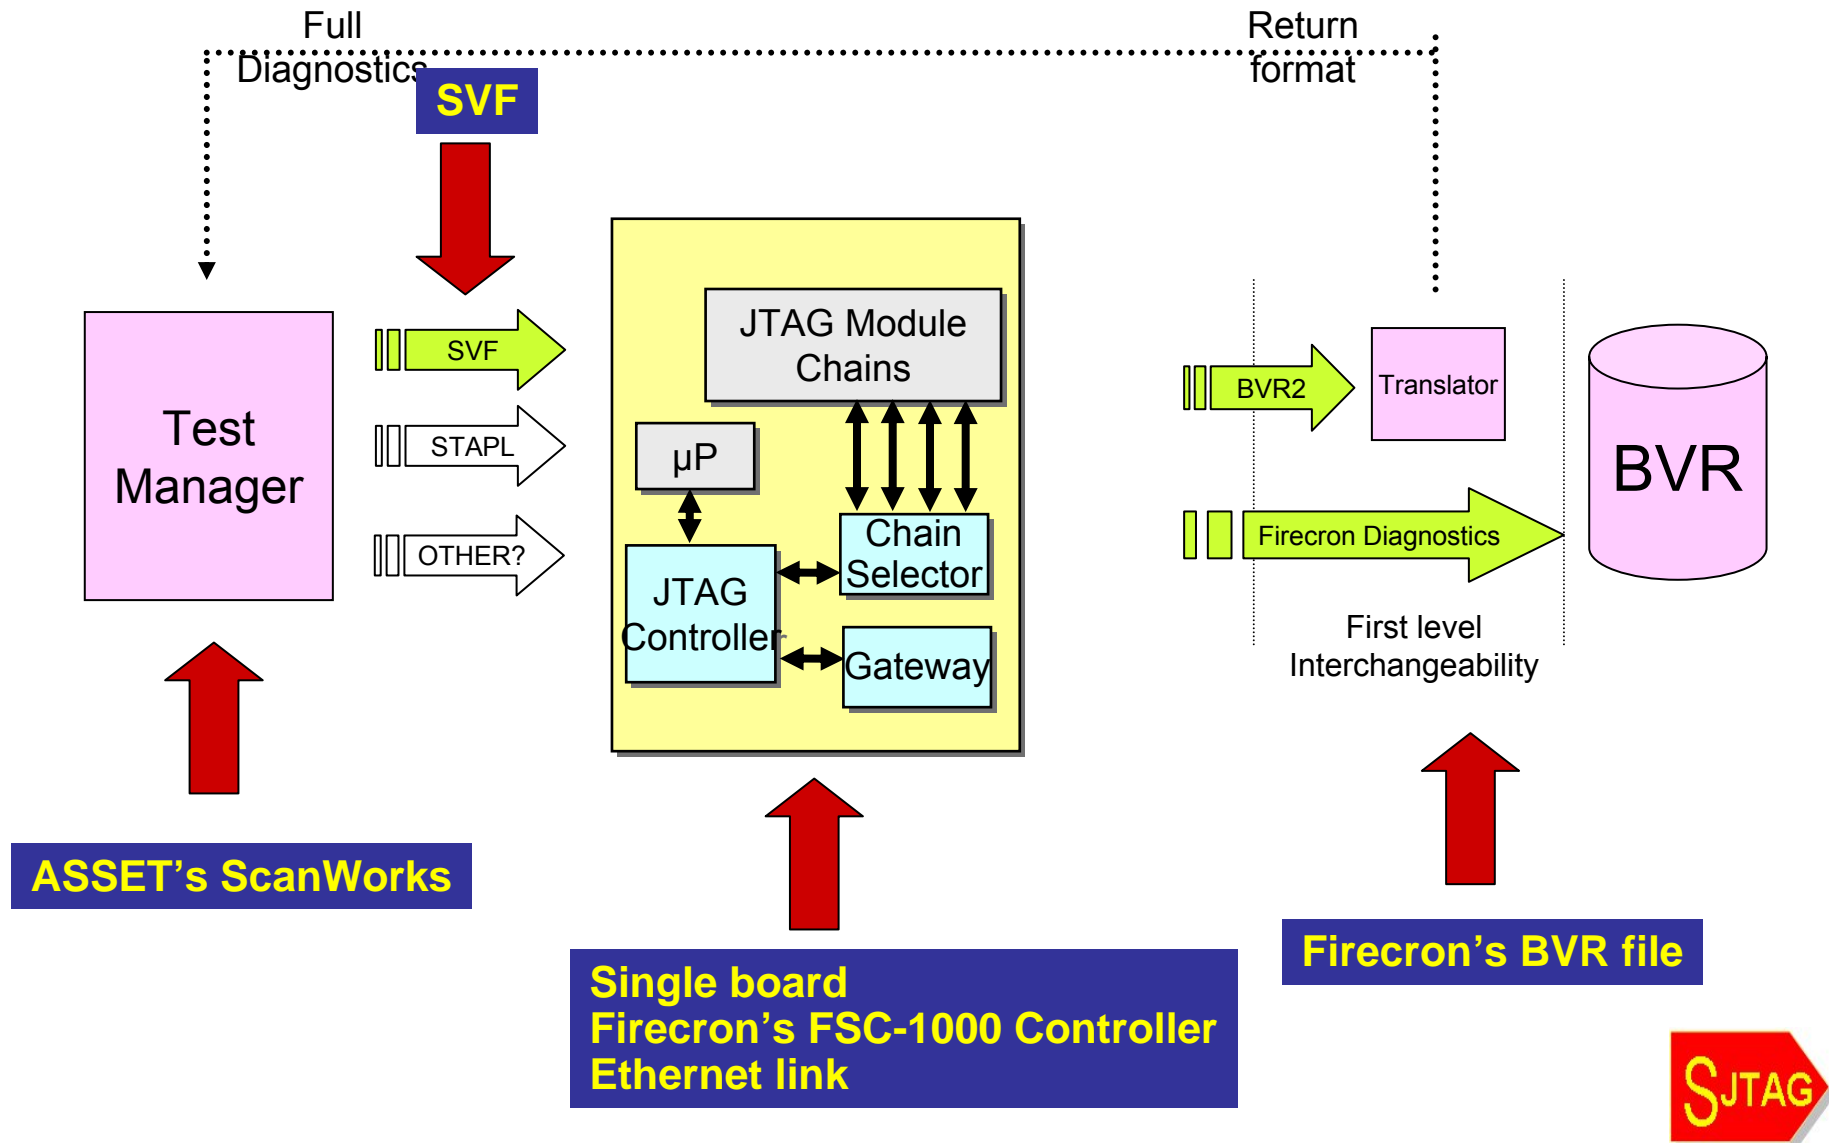 Full
Diagnostics
Return
format
SVF
SVF
STAPL
OTHER?
Test
Manager
JTAG Module
Chains
µP
Chain
Selector
JTAG
Controller
Gateway
BVR2
Translator
Firecron Diagnostics
BVR
First level
Interchangeability
ASSET’s ScanWorks
Single board
Firecron’s FSC-1000 Controller
Ethernet link
Firecron’s BVR file
SJTAG